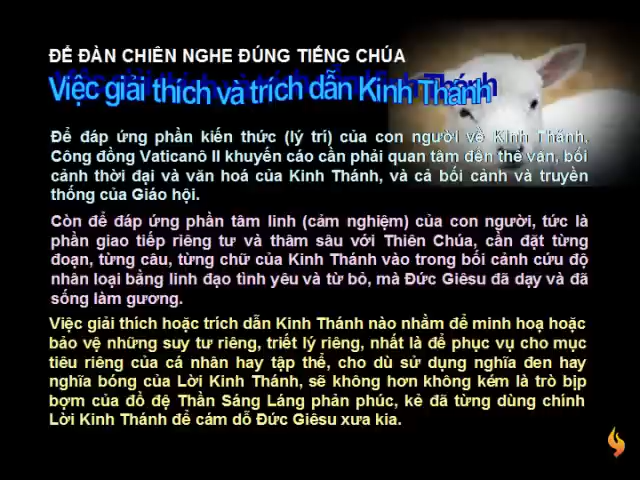 ĐỂ ĐÀN CHIÊN NGHE ĐÚNG TIẾNG CHÚA
Việc giải thích và trích dẫn Kinh Thánh
Để đáp ứng phần kiến thức (lý trí) của con người về Kinh Thánh.
Công đồng Vaticanô II khuyến cáo cần phải quan tâm đến thể văn, bối
cảnh thời đại và văn hoá của Kinh Thánh, và cả bối cảnh và truyền
thống của Giáo hội.
Còn để đáp ứng phần tâm linh (cảm nghiệm) của con người, tức là
phần giao tiếp riêng tư và thâm sâu với Thiên Chúa, cần đặt từng
đoạn, từng câu, từng chữ của Kinh Thánh vào trong bối cảnh cứu độ
nhân loại bằng linh đạo tình yêu và từ bỏ, mà Đức Giêsu đã dạy và đã
sống làm gương.
Việc giải thích hoặc trích dẫn Kinh Thánh nào nhằm để minh hoạ hoặc
bảo vệ những suy tư riêng, triết lý riêng, nhất là để phục vụ cho mục
tiêu riêng của cá nhân hay tập thể, cho dù sử dụng nghĩa đen hay
nghĩa bóng của Lời Kinh Thánh, sẽ không hơn không kém là trò bịp
bợm của đồ đệ Thần Sáng Láng phản phúc, kẻ đã từng dùng chính
Lời Kinh Thánh để cám dỗ Đức Giêsu xưa kia.